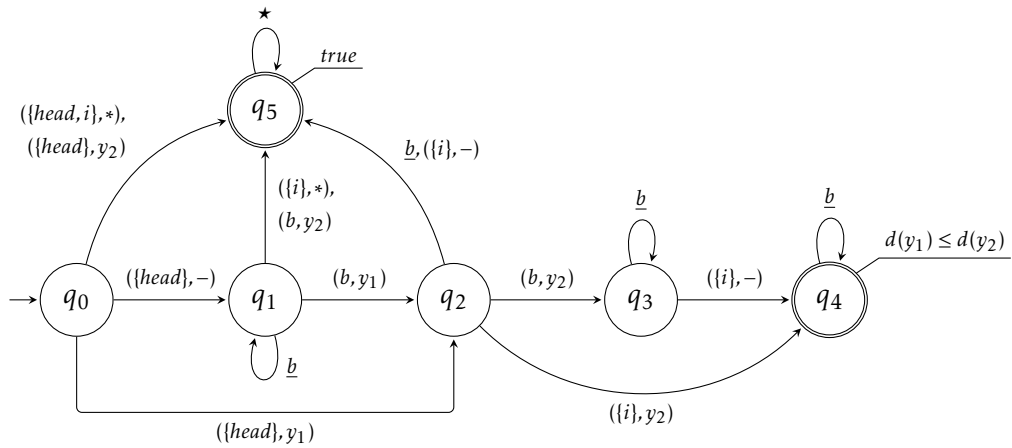 ★
true
q5
({head, i}, *),
({head}, y2)
b, ({i}, −)
({i}, *),
(b, y2)
b
b
d(y1) ≤ d(y2)
q0
({head}, −)
q1
(b, y1)
q2
(b, y2)
q3
({i}, −)
q4
b
({i}, y2)
({head}, y1)